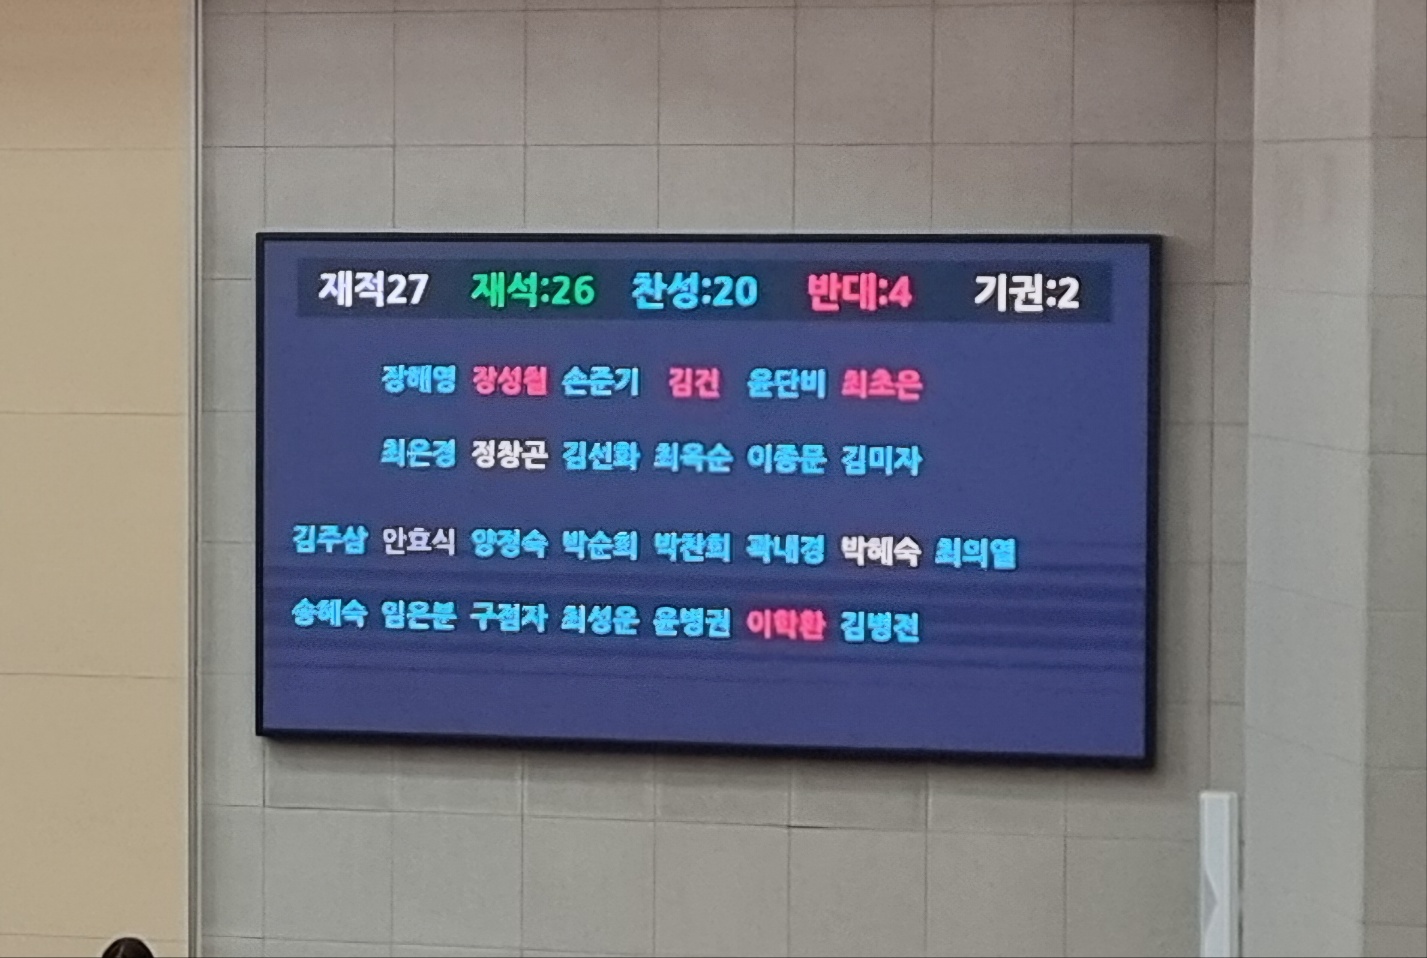 재적27 재석:26 찬성:20 반대:4 기권:2
장해영 장성철 손준기 김건 윤단비 최초은
최은경 정창곤 김선화 최옥순 이종문 김미자
김주삼 안효식 양정숙 박순희 박찬희 곽내경 박혜숙 최의열
송혜숙 임은분 구점자 최성운 윤병권 이학환 김병전